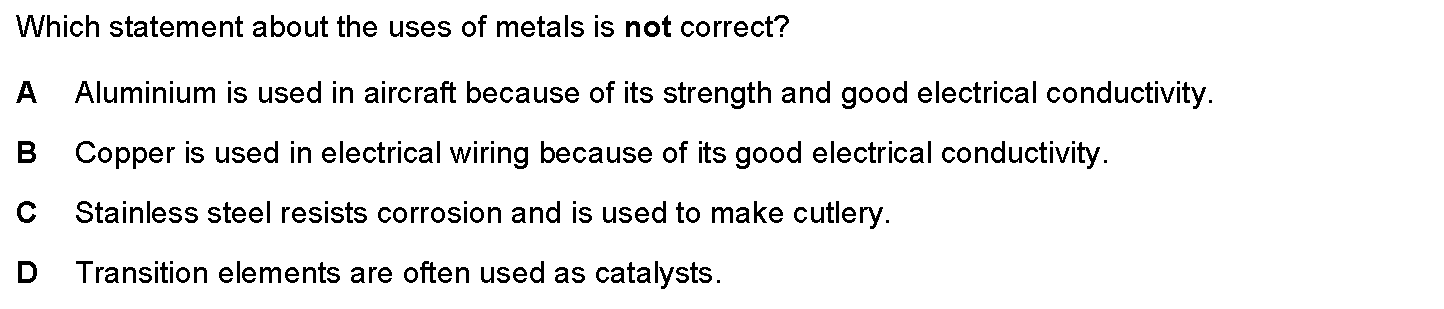 Which statement about the uses of metals is not correct?
A Aluminium is used in aircraft because of its strength and good electrical conductivity.
B Copper is used in electrical wiring because of its good electrical conductivity.
C Stainless steel resists corrosion and is used to make cutlery.
D Transition elements are often used as catalysts.